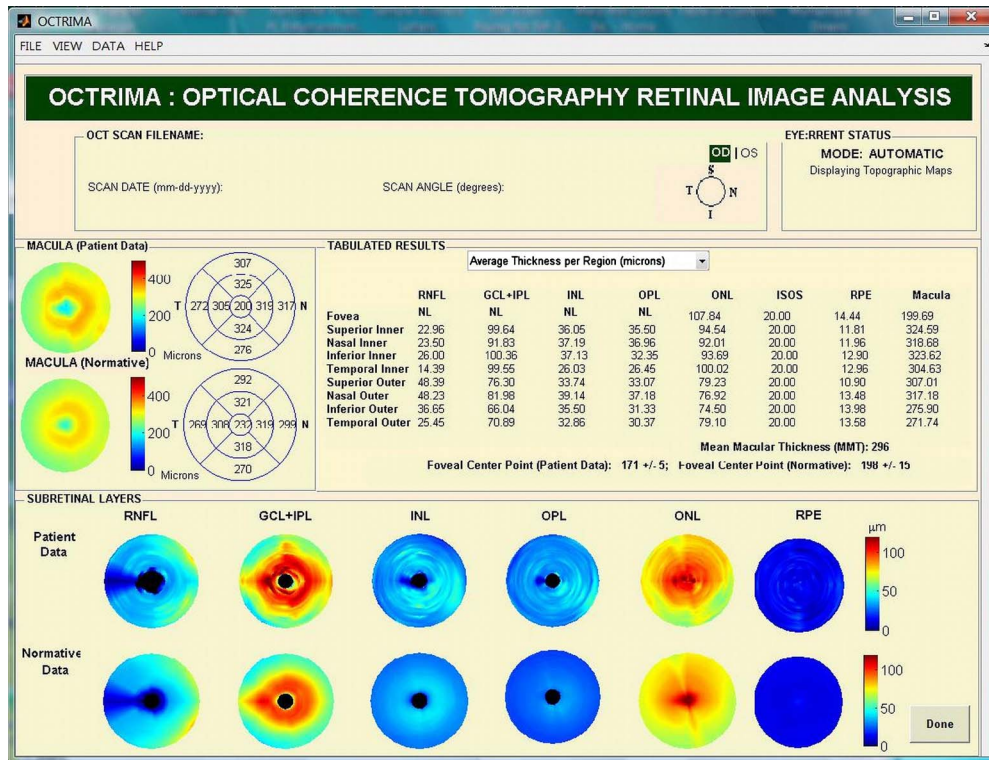 OCTRIMA
FILE VIEW DATA HELP
OCTRIMA : OPTICAL COHERENCE TOMOGRAPHY RETINAL IMAGE ANALYSIS
OCT SCAN FILENAME:
EYE:RRENT STATUS
OD | OS
MODE: AUTOMATIC
Displaying Topographic Maps
SCAN DATE (mm-dd-yyyy):
SCAN ANGLE (degrees):
S
T N
I
MACULA (Patient Data)
400
200
0 Microns
307
325
T 272 305 200 319 317 N
324
276
MACULA (Normative)
400
200
0 Microns
292
321
T 269 308 232 319 299 N
318
270
TABULATED RESULTS
Average Thickness per Region (microns)
RNFL GCL+IPL INL OPL ONL ISOS RPE Macula
Fovea NL NL NL NL 107.84 20.00 14.44 199.69
Superior Inner 22.96 99.64 36.05 35.50 94.54 20.00 11.81 324.59
Nasal Inner 23.50 91.83 37.19 36.96 92.01 20.00 11.96 318.68
Inferior Inner 26.00 100.36 37.13 32.35 93.69 20.00 12.90 323.62
Temporal Inner 14.39 99.55 26.03 26.45 100.02 20.00 12.96 304.63
Superior Outer 48.39 76.30 33.74 33.07 79.23 20.00 10.90 307.01
Nasal Outer 48.23 81.98 39.14 37.18 76.92 20.00 13.48 317.18
Inferior Outer 36.65 66.04 35.50 31.33 74.50 20.00 13.98 275.90
Temporal Outer 25.45 70.89 32.86 30.37 79.10 20.00 13.58 271.74
Mean Macular Thickness (MMT): 296
Foveal Center Point (Patient Data): 171 +/- 5; Foveal Center Point (Normative): 198 +/- 15
SUBRETINAL LAYERS
RNFL GCL+IPL INL OPL ONL RPE
Patient
Data
µm
100
50
0
Normative
Data
100
50
0
Done